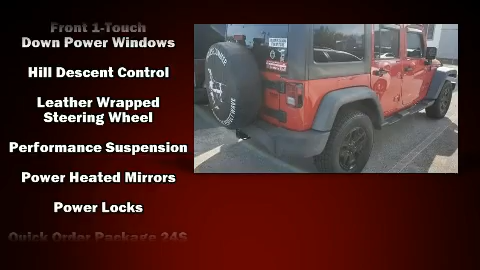 Front 1-Touch
Down Power Windows
Hill Descent Control
Leather Wrapped
Steering Wheel
Performance Suspension
Power Heated Mirrors
Power Locks
Quick Order Package 24S